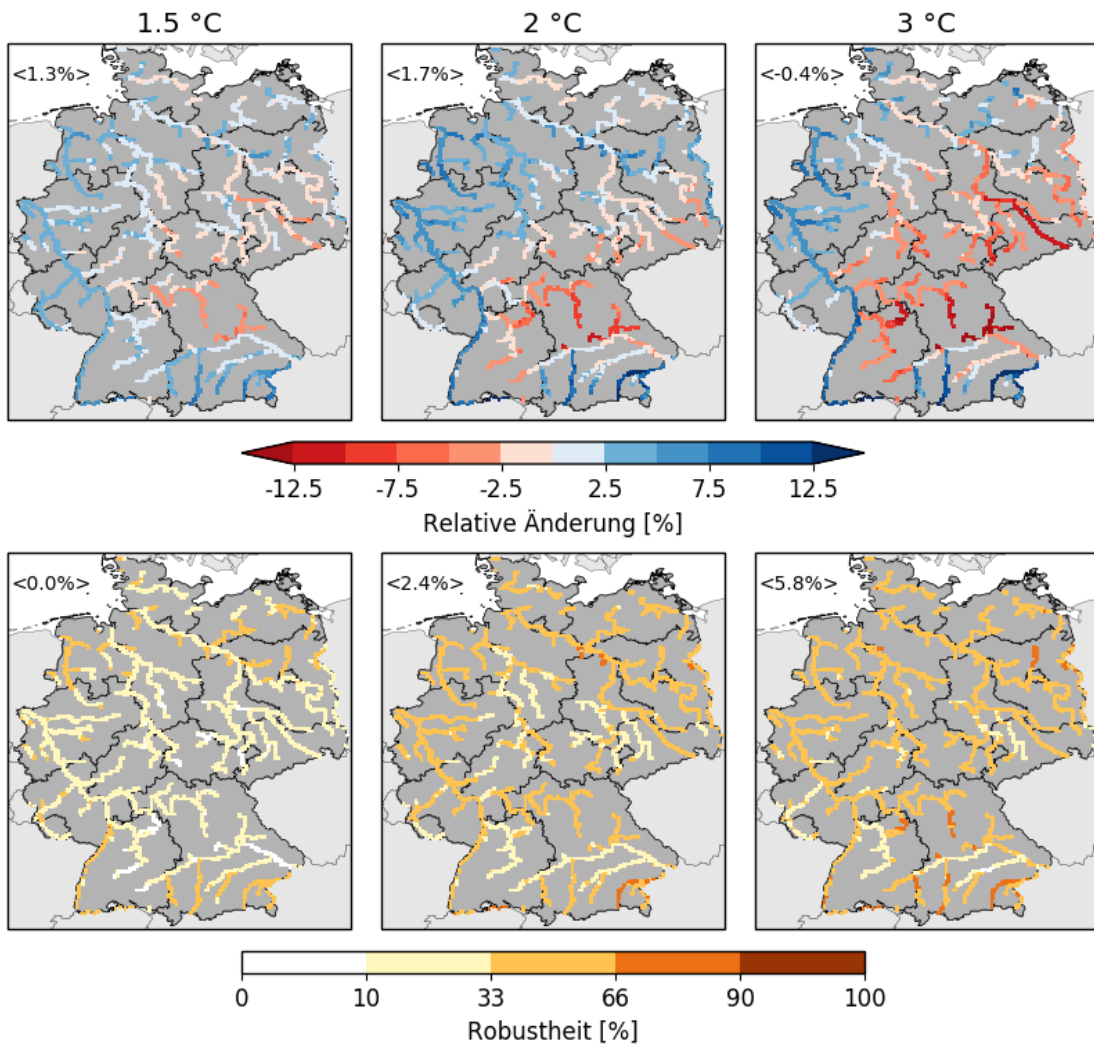 1.5 °C 2 °C 3 °C
<1.3%> <1.7%> <-0.4%>
-12.5 -7.5 -2.5 2.5 7.5 12.5
Relative Änderung [%]
<0.0%> <2.4%> <5.8%>
0 10 33 66 90 100
Robustheit [%]